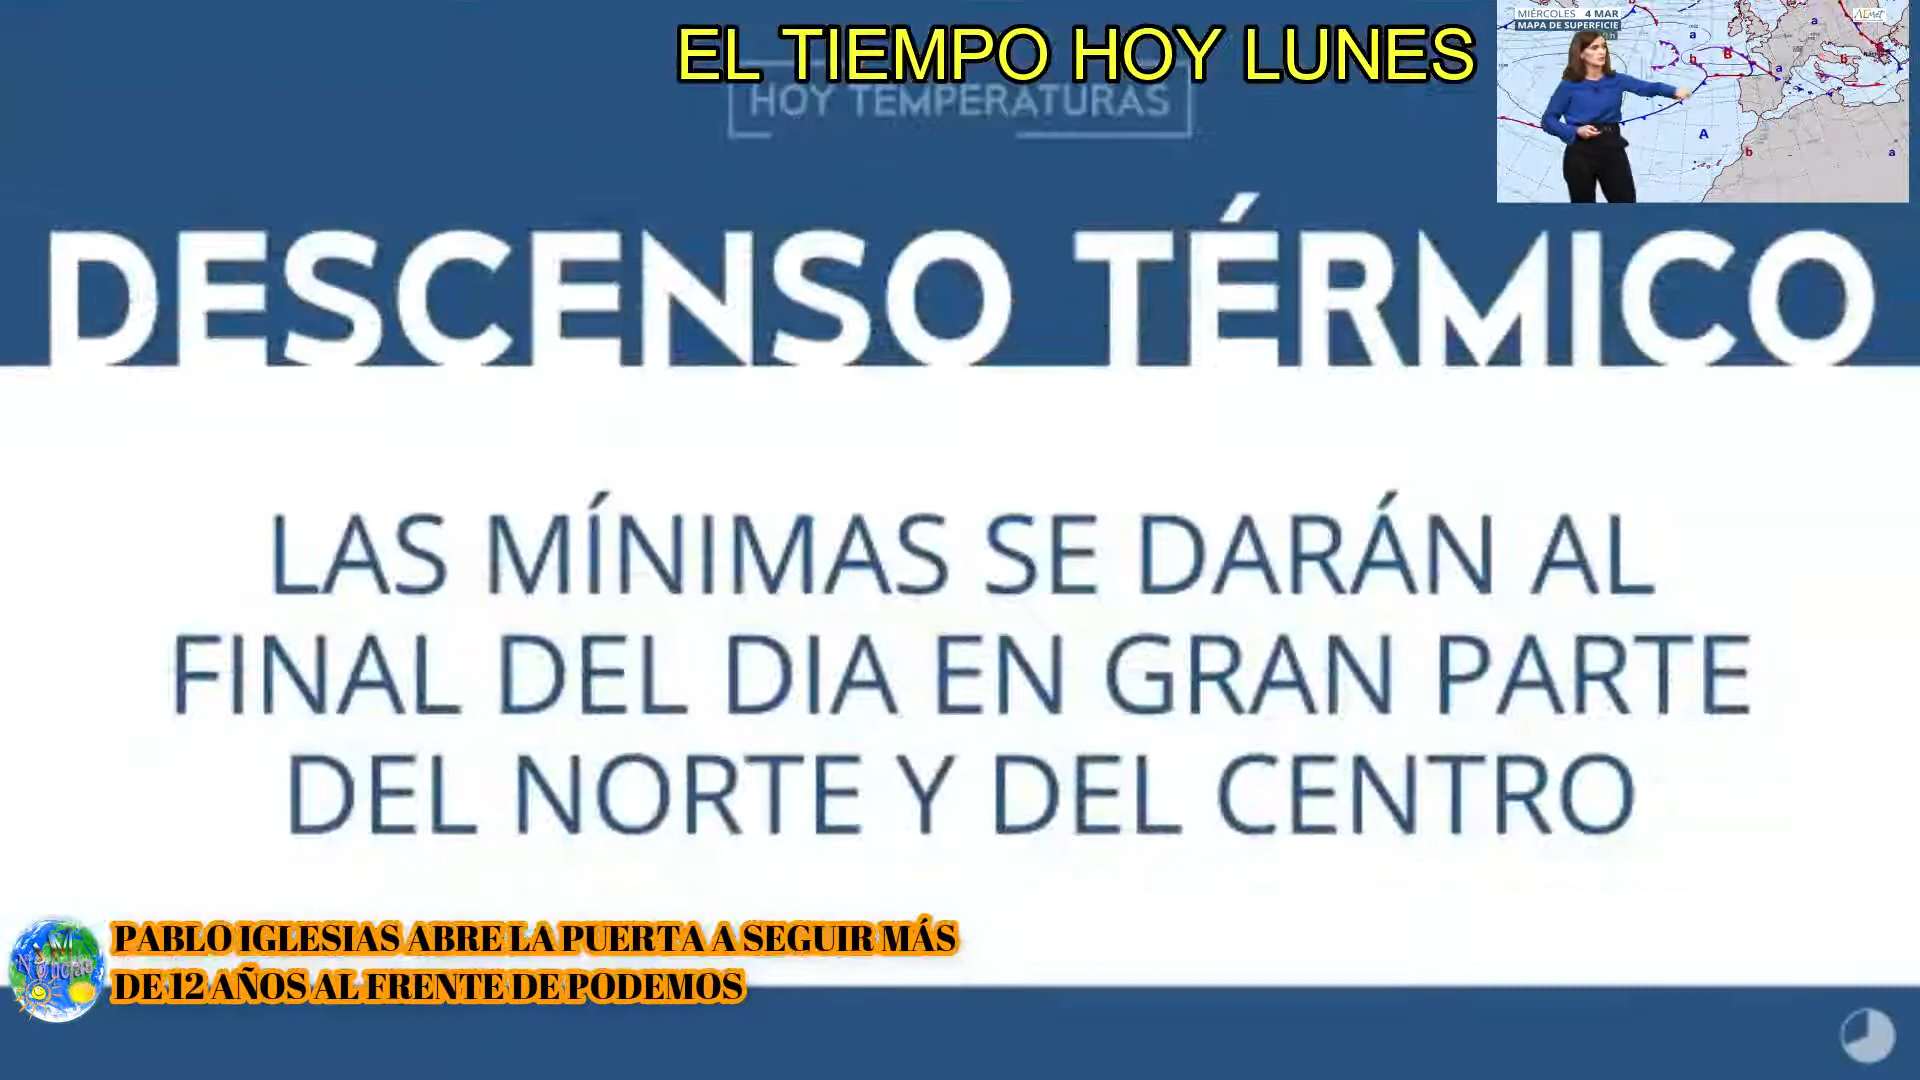 EL TIEMPO HOY LUNES
HOY TEMPERATURAS
MIÉRCOLES 4 MAR
MAPA DE SUPERFICIE
AEmet
DESCENSO TÉRMICO
LAS MÍNIMAS SE DARÁN AL
FINAL DEL DIA EN GRAN PARTE
DEL NORTE Y DEL CENTRO
PABLO IGLESIAS ABRE LA PUERTA A SEGUIR MÁS
DE 12 AÑOS AL FRENTE DE PODEMOS